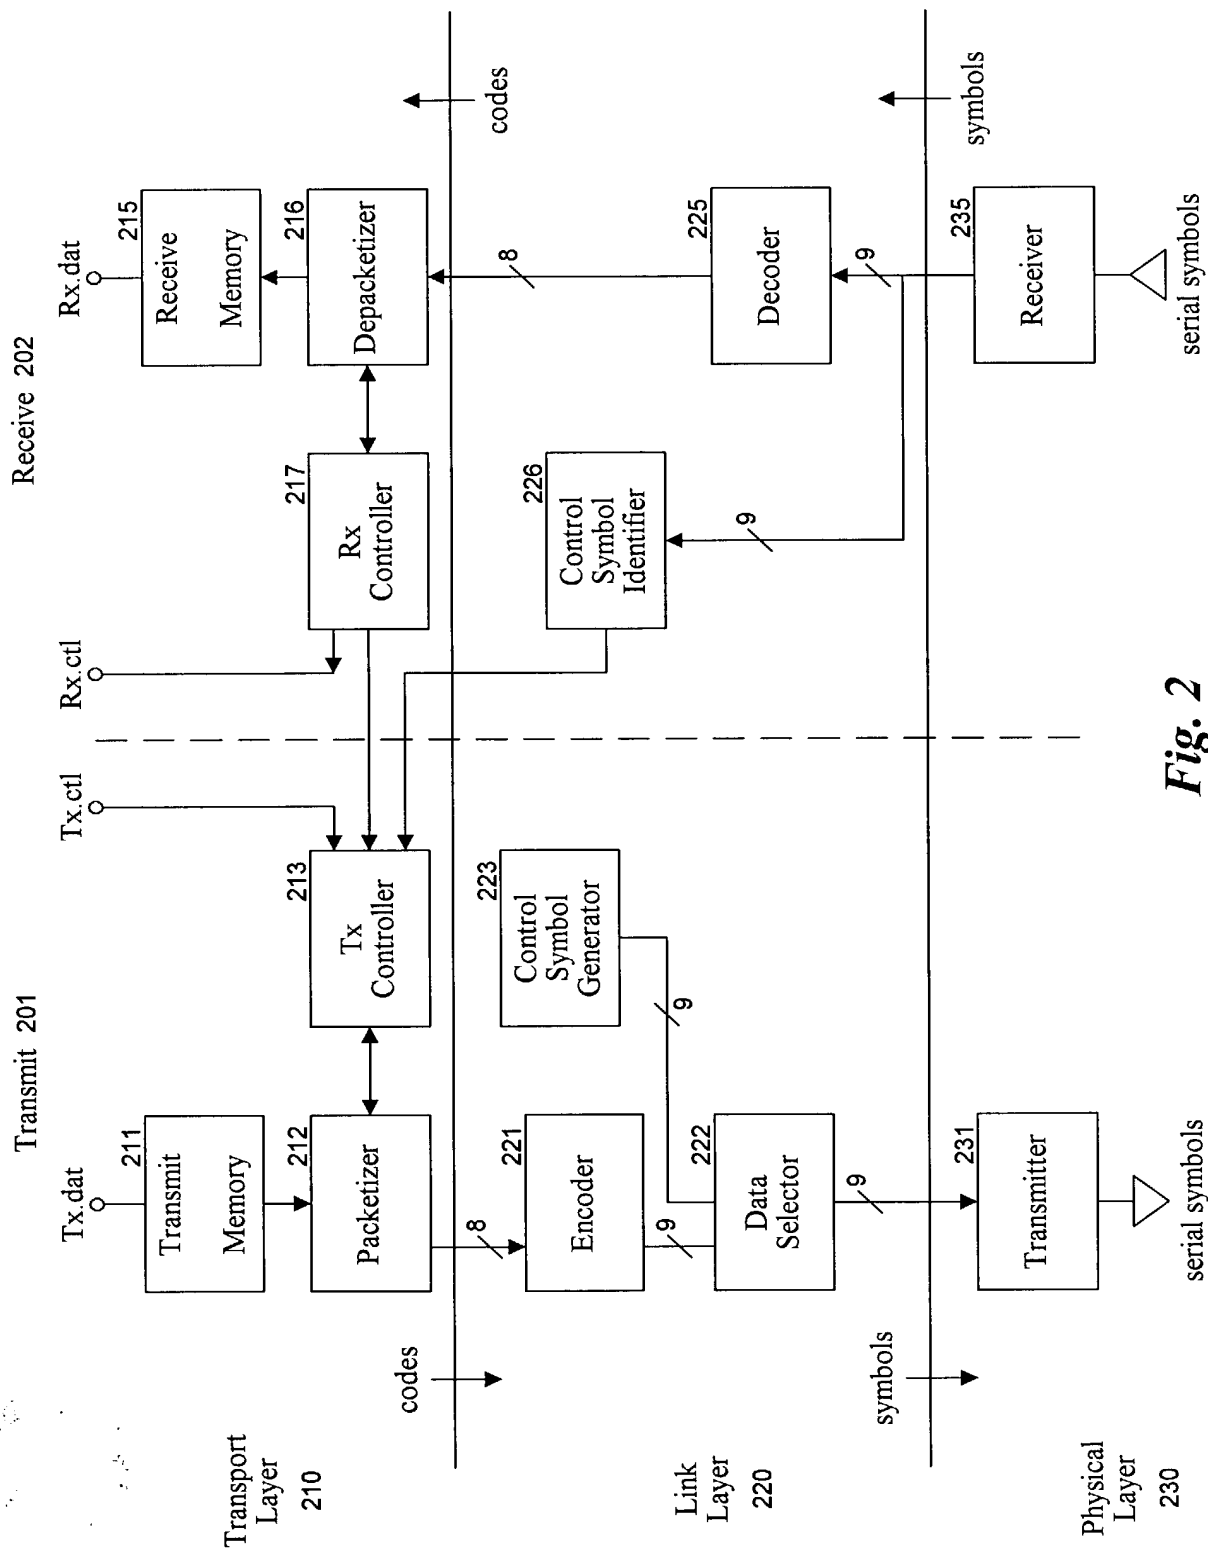 Transmit 201
Receive 202
Tx.dat
Tx.ctl
Rx.ctl
Rx.dat
Transport
Layer
210
211
Transmit
Memory
215
Receive
Memory
212
Packetizer
213
Tx
Controller
217
Rx
Controller
216
Depacketizer
codes
8
8
codes
Link
Layer
220
221
Encoder
223
Control
Symbol
Generator
226
Control
Symbol
Identifier
9
9
9
222
Data
Selector
225
Decoder
symbols
9
9
symbols
Physical
Layer
230
231
Transmitter
235
Receiver
serial symbols
serial symbols
Fig. 2